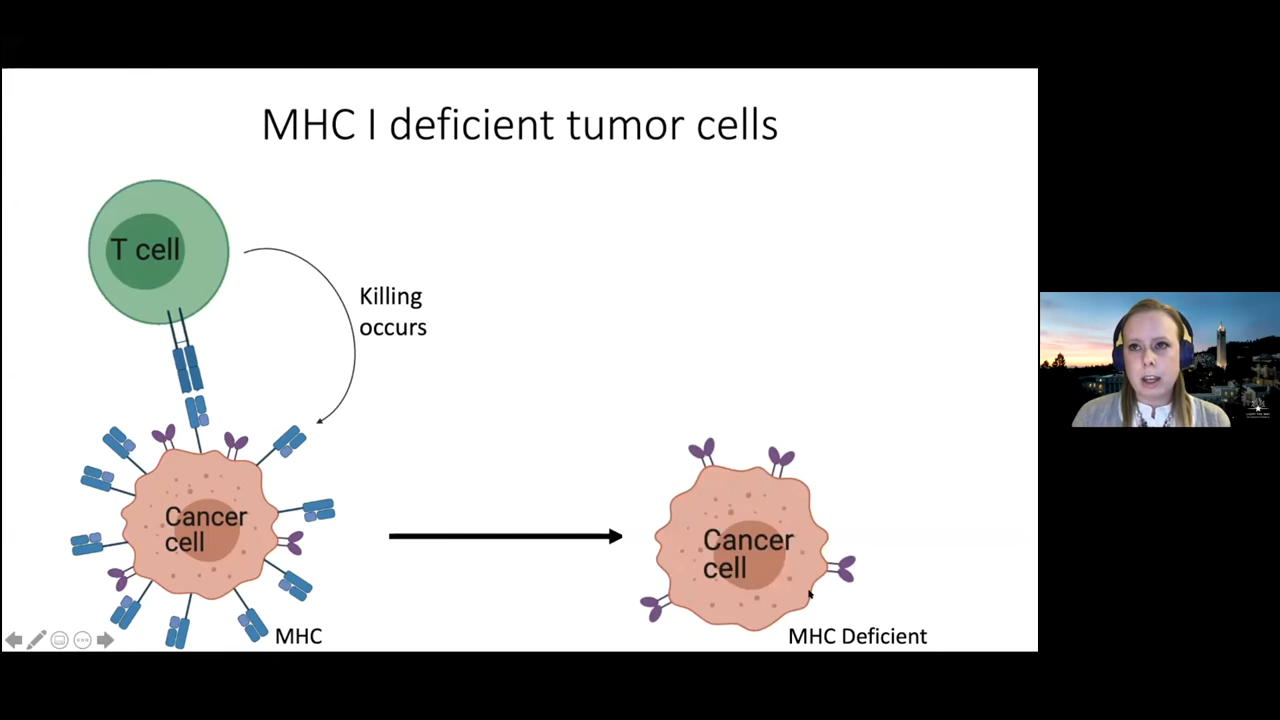 MHC I deficient tumor cells
T cell
Killing
occurs
Cancer
cell
MHC
Cancer
cell
MHC Deficient